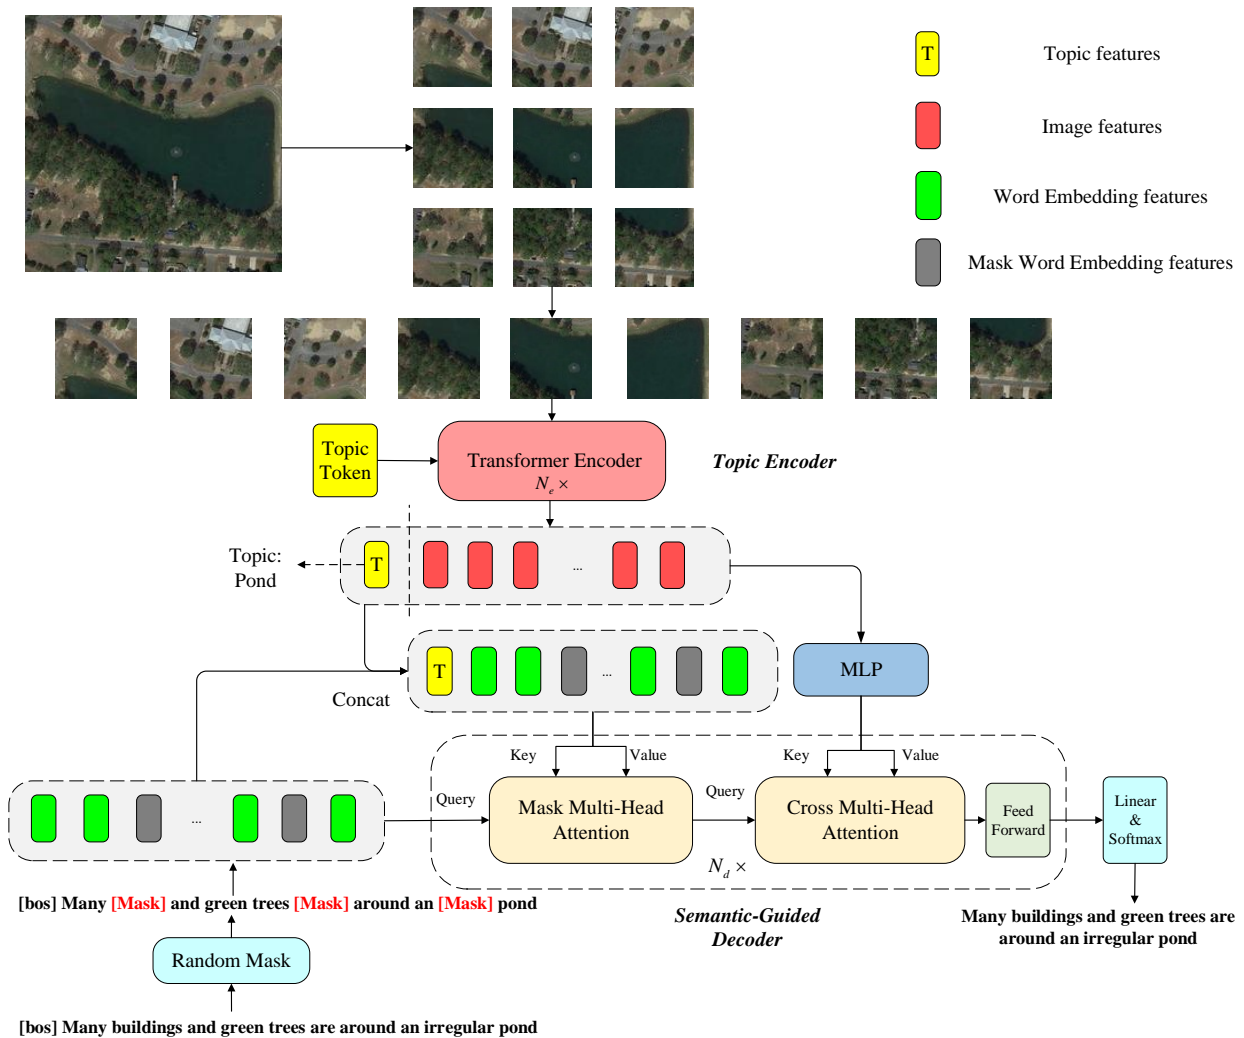 T
Topic features
Image features
Word Embedding features
Mask Word Embedding features
Topic
Token
Transformer Encoder
N_e ×
Topic Encoder
Topic:
Pond
T
...
T
...
Concat
MLP
Key
Value
Key
Value
...
Query
Mask Multi-Head
Attention
Query
Cross Multi-Head
Attention
Feed
Forward
Linear
&
Softmax
N_d ×
[bos] Many [Mask] and green trees [Mask] around an [Mask] pond
Semantic-Guided
Decoder
Many buildings and green trees are
around an irregular pond
Random Mask
[bos] Many buildings and green trees are around an irregular pond